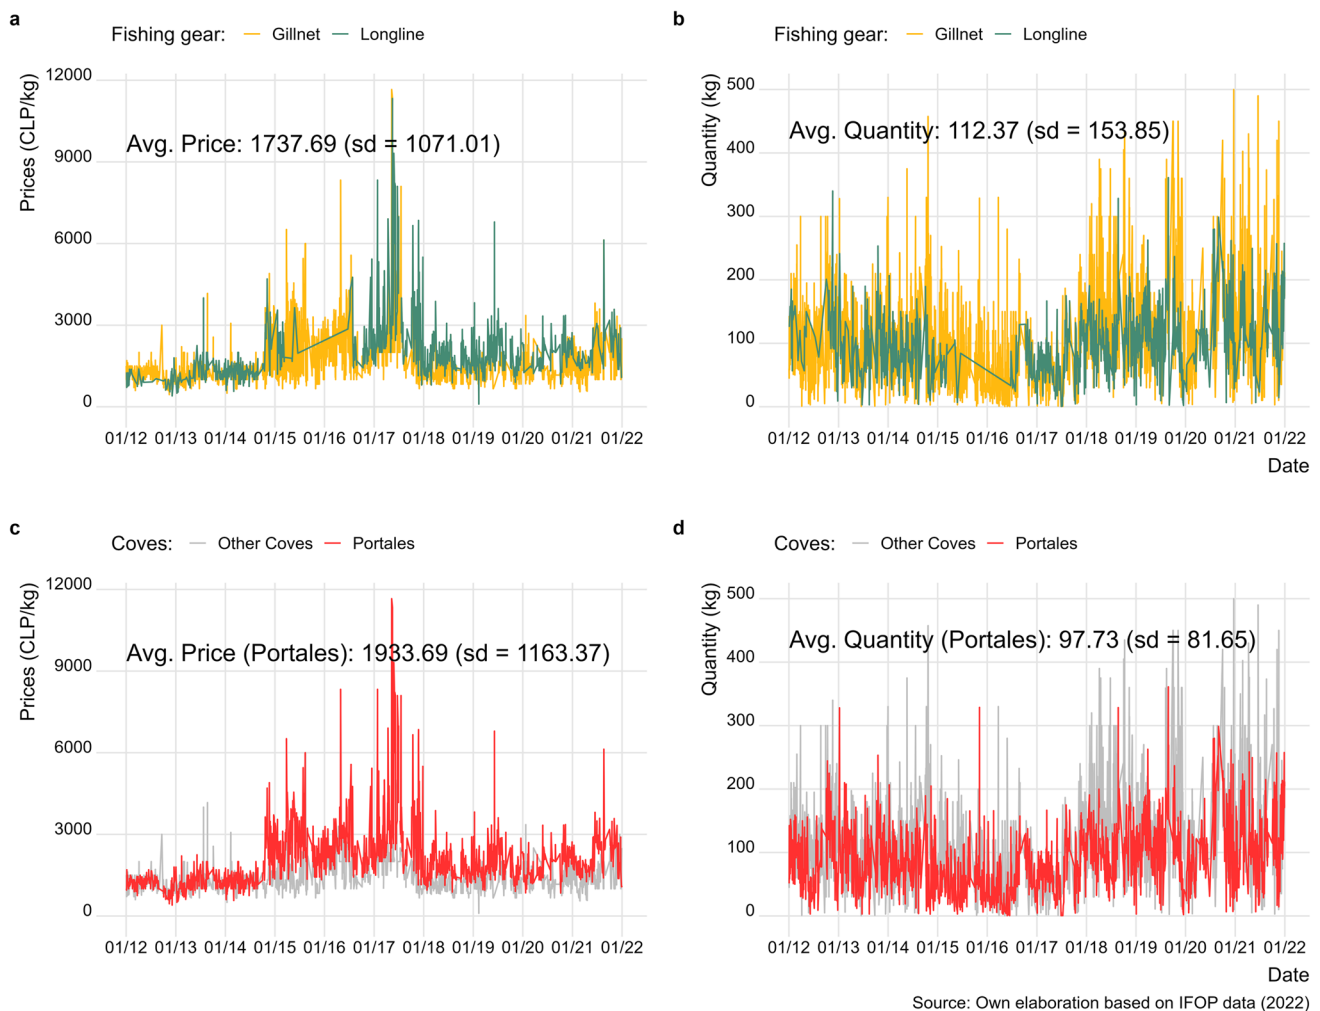 a
Fishing gear: Gillnet Longline
Prices (CLP/kg)
12000
9000
6000
3000
0
Avg. Price: 1737.69 (sd = 1071.01)
01/12 01/13 01/14 01/15 01/16 01/17 01/18 01/19 01/20 01/21 01/22
b
Fishing gear: Gillnet Longline
Quantity (kg)
500
400
300
200
100
0
Avg. Quantity: 112.37 (sd = 153.85)
01/12 01/13 01/14 01/15 01/16 01/17 01/18 01/19 01/20 01/21 01/22
Date
c
Coves: Other Coves Portales
Prices (CLP/kg)
12000
9000
6000
3000
0
Avg. Price (Portales): 1933.69 (sd = 1163.37)
01/12 01/13 01/14 01/15 01/16 01/17 01/18 01/19 01/20 01/21 01/22
d
Coves: Other Coves Portales
Quantity (kg)
500
400
300
200
100
0
Avg. Quantity (Portales): 97.73 (sd = 81.65)
01/12 01/13 01/14 01/15 01/16 01/17 01/18 01/19 01/20 01/21 01/22
Date
Source: Own elaboration based on IFOP data (2022)